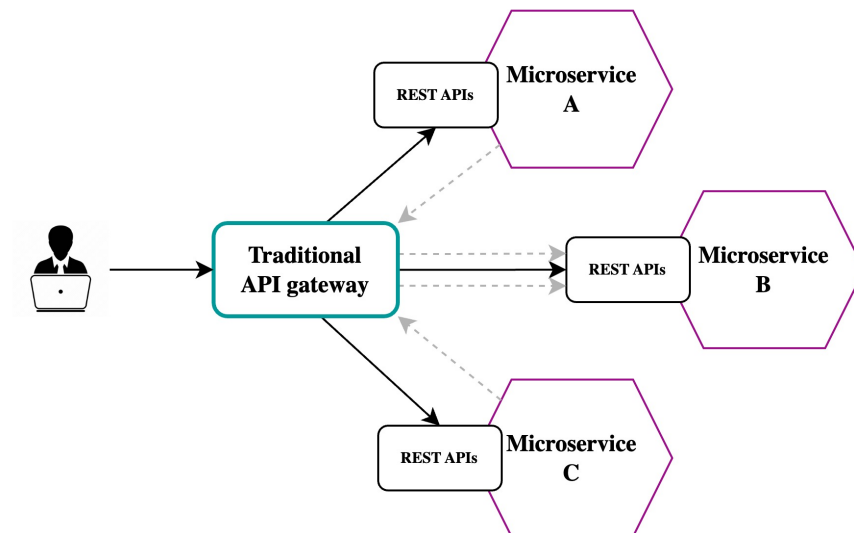 REST APIs
Microservice
A
Traditional
API gateway
REST APIs
Microservice
B
REST APIs
Microservice
C